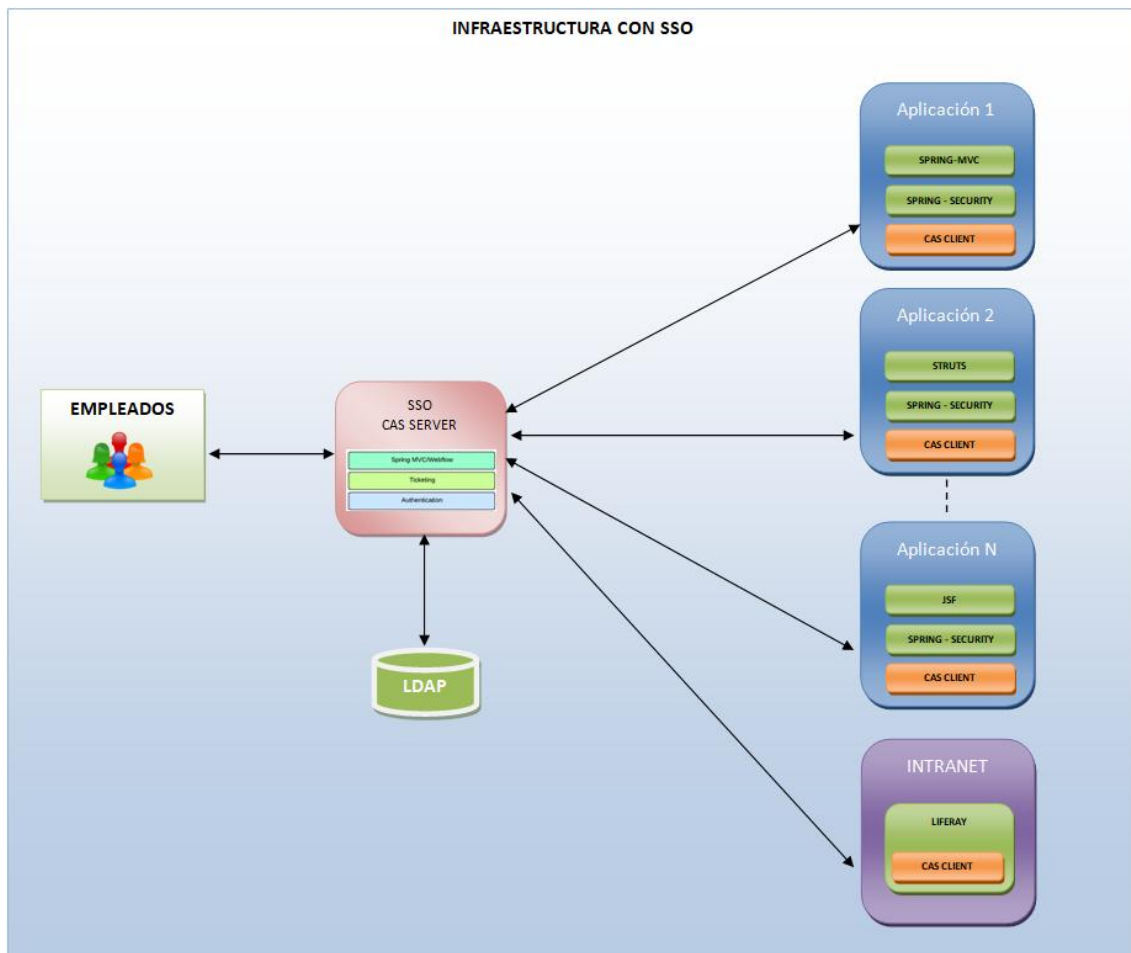 INFRAESTRUCTURA CON SSO
Aplicación 1
SPRING-MVC
SPRING - SECURITY
CAS CLIENT
Aplicación 2
STRUTS
SPRING - SECURITY
CAS CLIENT
EMPLEADOS
SSO
CAS SERVER
Spring MVC/Webflow
Ticketing
Authentication
Aplicación N
JSF
SPRING - SECURITY
CAS CLIENT
LDAP
INTRANET
LIFERAY
CAS CLIENT